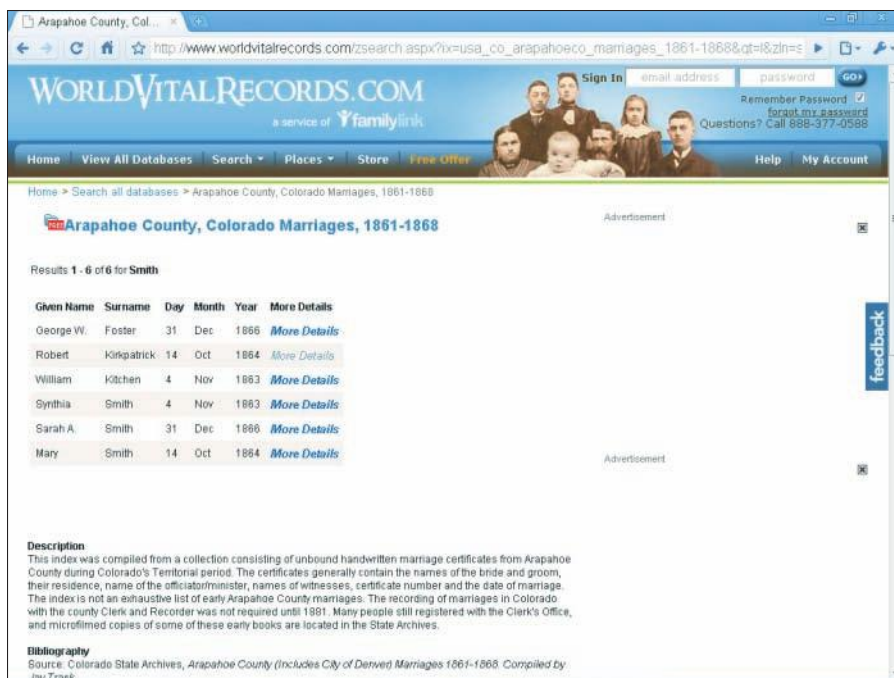 Arapahoe County, Col...
http://www.worldvitalrecords.com/zsearch.aspx?ix=usa_co_arapahoeco_marriages_1861-1868&qt=l&zln=s
WORLDVITALRECORDS.COM
a service of familylink
Sign In email address password GO
Remember Password
forgot my password
Questions? Call 888-377-0588
Home View All Databases Search Places Store Free Offer Help My Account
Home > Search all databases > Arapahoe County, Colorado Marriages, 1861-1868
FREE Arapahoe County, Colorado Marriages, 1861-1868
Advertisement
Results 1 - 6 of 6 for Smith
Given Name Surname Day Month Year More Details
George W. Foster 31 Dec 1866 More Details
Robert Kirkpatrick 14 Oct 1864 More Details
William Kitchen 4 Nov 1863 More Details
Synthia Smith 4 Nov 1863 More Details
Sarah A. Smith 31 Dec 1866 More Details
Mary Smith 14 Oct 1864 More Details
feedback
Advertisement
Description
This index was compiled from a collection consisting of unbound handwritten marriage certificates from Arapahoe
County during Colorado's Territorial period. The certificates generally contain the names of the bride and groom,
their residence, name of the officiator/minister, names of witnesses, certificate number and the date of marriage.
The index is not an exhaustive list of early Arapahoe County marriages. The recording of marriages in Colorado
with the county Clerk and Recorder was not required until 1881. Many people still registered with the Clerk's Office,
and microfilmed copies of some of these early books are located in the State Archives.
Bibliography
Source: Colorado State Archives, Arapahoe County (Includes City of Denver) Marriages 1861-1868. Compiled by